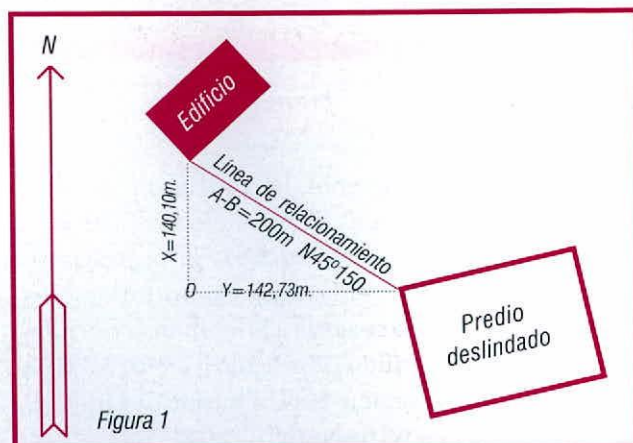 N
Edificio
Línea de relacionamiento
A-B=200m N45º150
X=140,10m.
0 Y=142,73m.
Predio
deslindado
Figura 1